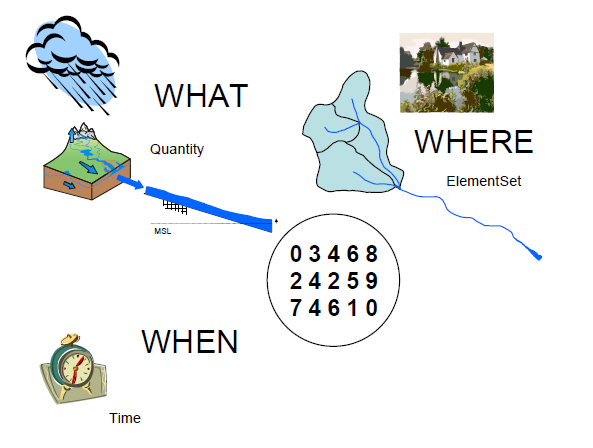 WHAT
Quantity
WHERE
ElementSet
MSL
0 3 4 6 8
2 4 2 5 9
7 4 6 1 0
WHEN
Time